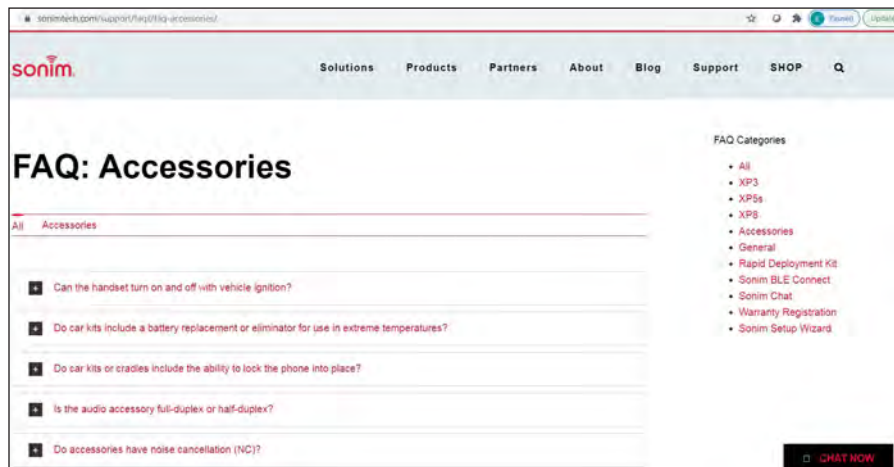 sonimtech.com/support/faqs/faq-accessories/
Paused
Update
sonim
Solutions Products Partners About Blog Support SHOP
FAQ: Accessories
All Accessories
Can the handset turn on and off with vehicle ignition?
Do car kits include a battery replacement or eliminator for use in extreme temperatures?
Do car kits or cradles include the ability to lock the phone into place?
Is the audio accessory full-duplex or half-duplex?
Do accessories have noise cancellation (NC)?
FAQ Categories
All
XP3
XP5s
XP8
Accessories
General
Rapid Deployment Kit
Sonim BLE Connect
Sonim Chat
Warranty Registration
Sonim Setup Wizard
CHAT NOW